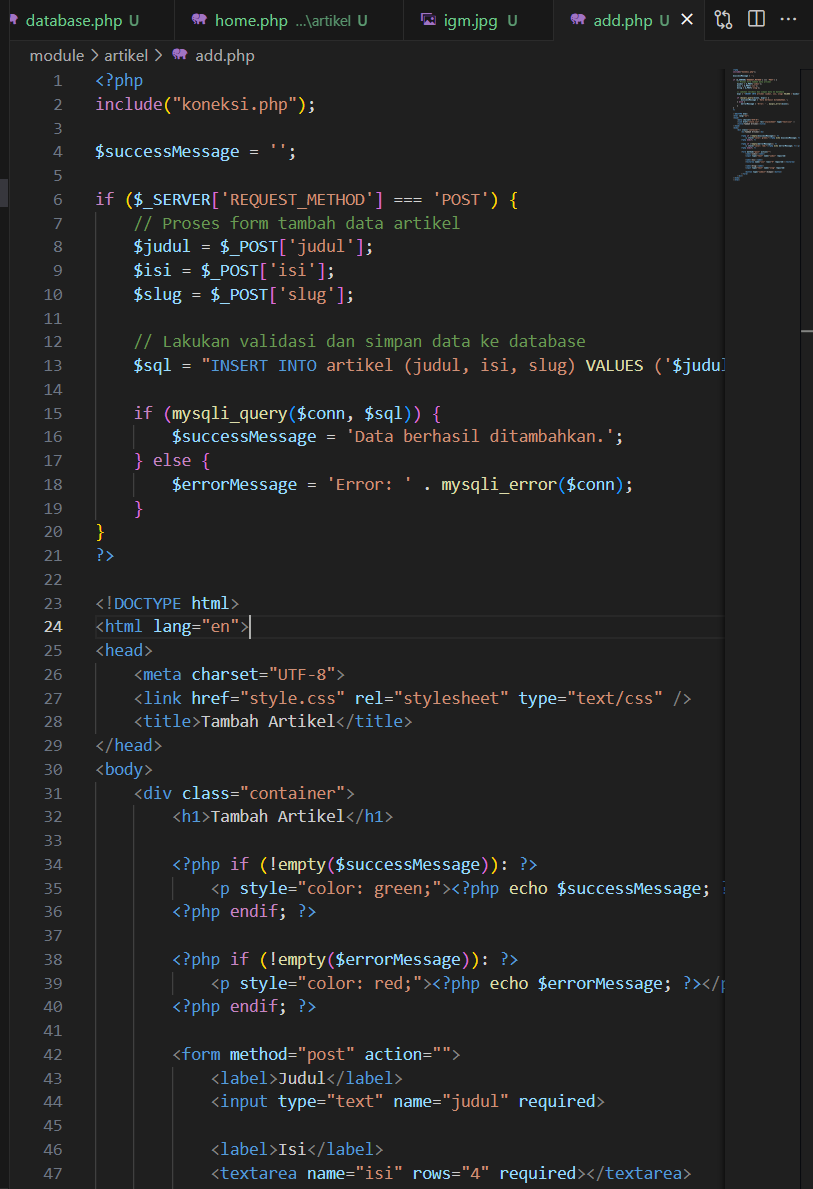 database.php U
home.php ...\artikel U
igm.jpg U
add.php U
module > artikel > add.php
1 <?php
2 include("koneksi.php");
3
4 $successMessage = '';
5
6 if ($_SERVER['REQUEST_METHOD'] === 'POST') {
7 // Proses form tambah data artikel
8 $judul = $_POST['judul'];
9 $isi = $_POST['isi'];
10 $slug = $_POST['slug'];
11
12 // Lakukan validasi dan simpan data ke database
13 $sql = "INSERT INTO artikel (judul, isi, slug) VALUES ('$judul
14
15 if (mysqli_query($conn, $sql)) {
16 $successMessage = 'Data berhasil ditambahkan.';
17 } else {
18 $errorMessage = 'Error: ' . mysqli_error($conn);
19 }
20 }
21 ?>
22
23 <!DOCTYPE html>
24 <html lang="en">
25 <head>
26 <meta charset="UTF-8">
27 <link href="style.css" rel="stylesheet" type="text/css" />
28 <title>Tambah Artikel</title>
29 </head>
30 <body>
31 <div class="container">
32 <h1>Tambah Artikel</h1>
33
34 <?php if (!empty($successMessage)): ?>
35 <p style="color: green;"><?php echo $successMessage; ?
36 <?php endif; ?>
37
38 <?php if (!empty($errorMessage)): ?>
39 <p style="color: red;"><?php echo $errorMessage; ?></p
40 <?php endif; ?>
41
42 <form method="post" action="">
43 <label>Judul</label>
44 <input type="text" name="judul" required>
45
46 <label>Isi</label>
47 <textarea name="isi" rows="4" required></textarea>